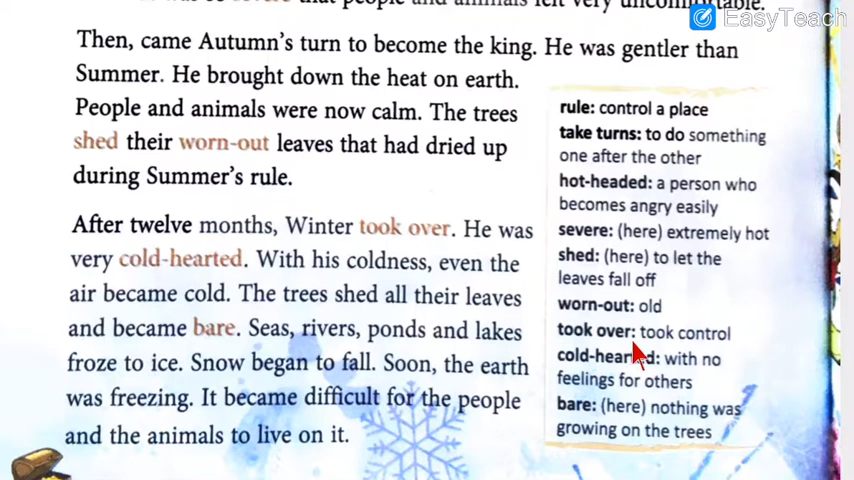 severe that people and animals felt very uncomfortable.
EasyTeach
Then, came Autumn's turn to become the king. He was gentler than
Summer. He brought down the heat on earth.
People and animals were now calm. The trees
shed their worn-out leaves that had dried up
during Summer's rule.
After twelve months, Winter took over. He was
very cold-hearted. With his coldness, even the
air became cold. The trees shed all their leaves
and became bare. Seas, rivers, ponds and lakes
froze to ice. Snow began to fall. Soon, the earth
was freezing. It became difficult for the people
and the animals to live on it.
rule: control a place
take turns: to do something
one after the other
hot-headed: a person who
becomes angry easily
severe: (here) extremely hot
shed: (here) to let the
leaves fall off
worn-out: old
took over: took control
cold-hearted: with no
feelings for others
bare: (here) nothing was
growing on the trees